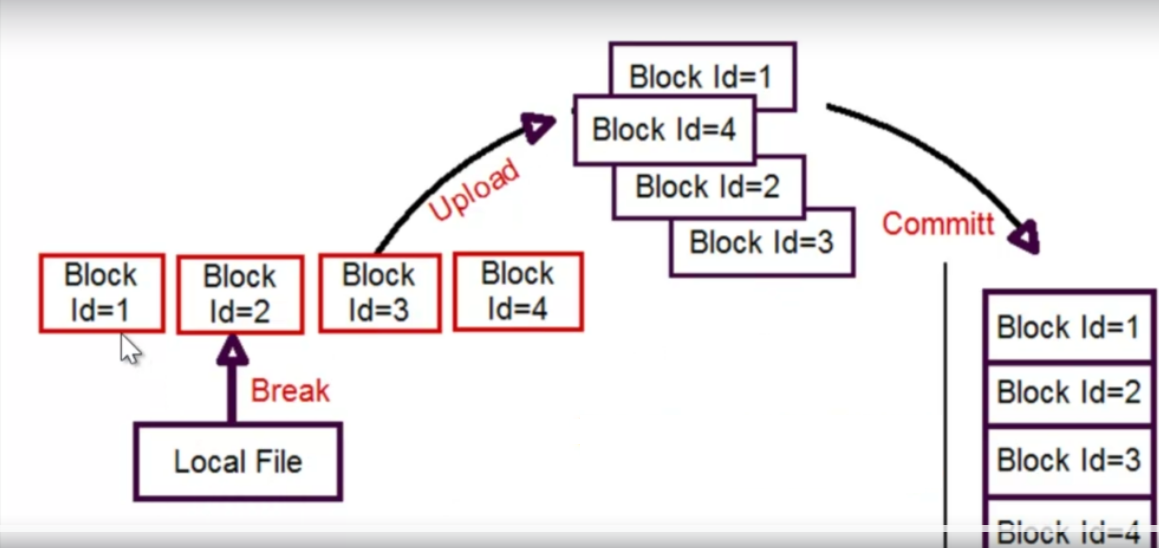 Block Id=1
Block Id=4
Block Id=2
Block Id=3
Upload
Committ
Block
Id=1
Block
Id=2
Block
Id=3
Block
Id=4
Break
Local File
Block Id=1
Block Id=2
Block Id=3
Block Id=4